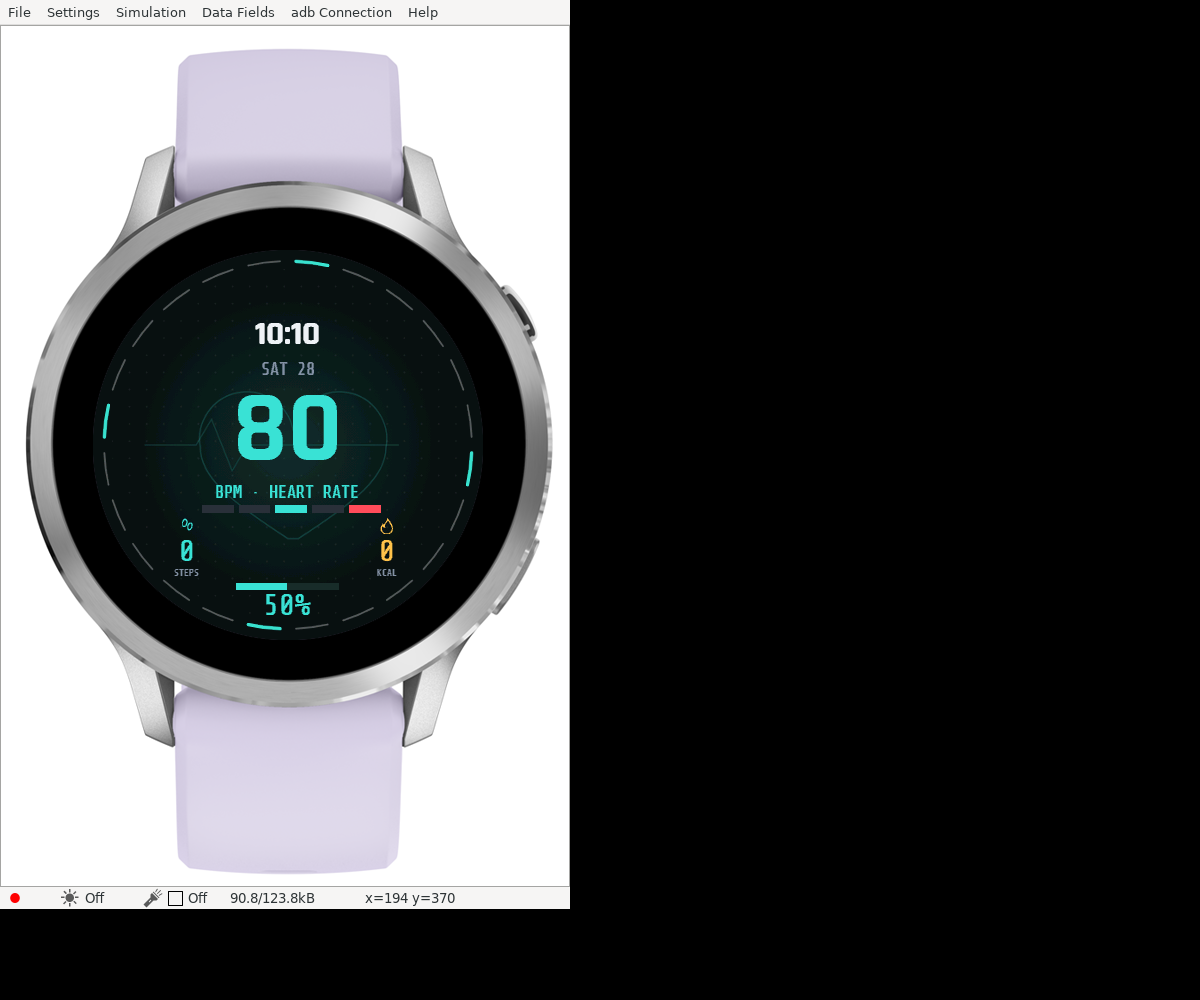 File Settings Simulation Data Fields adb Connection Help
10:10
SAT 28
80
BPM · HEART RATE
0 0
STEPS KCAL
50%
Off Off 90.8/123.8kB x=194 y=370